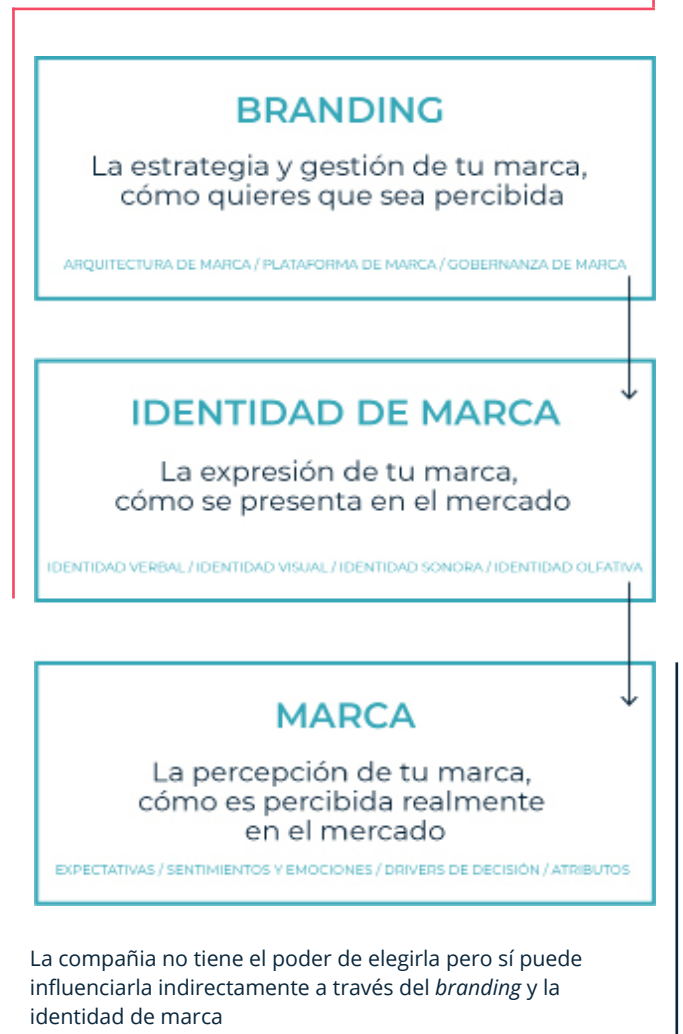 BRANDING
La estrategia y gestión de tu marca,
cómo quieres que sea percibida
ARQUITECTURA DE MARCA / PLATAFORMA DE MARCA / GOBERNANZA DE MARCA
IDENTIDAD DE MARCA
La expresión de tu marca,
cómo se presenta en el mercado
IDENTIDAD VERBAL / IDENTIDAD VISUAL / IDENTIDAD SONORA / IDENTIDAD OLFATIVA
MARCA
La percepción de tu marca,
cómo es percibida realmente
en el mercado
EXPECTATIVAS / SENTIMIENTOS Y EMOCIONES / DRIVERS DE DECISIÓN / ATRIBUTOS
La compañia no tiene el poder de elegirla pero sí puede
influenciarla indirectamente a través del branding y la
identidad de marca